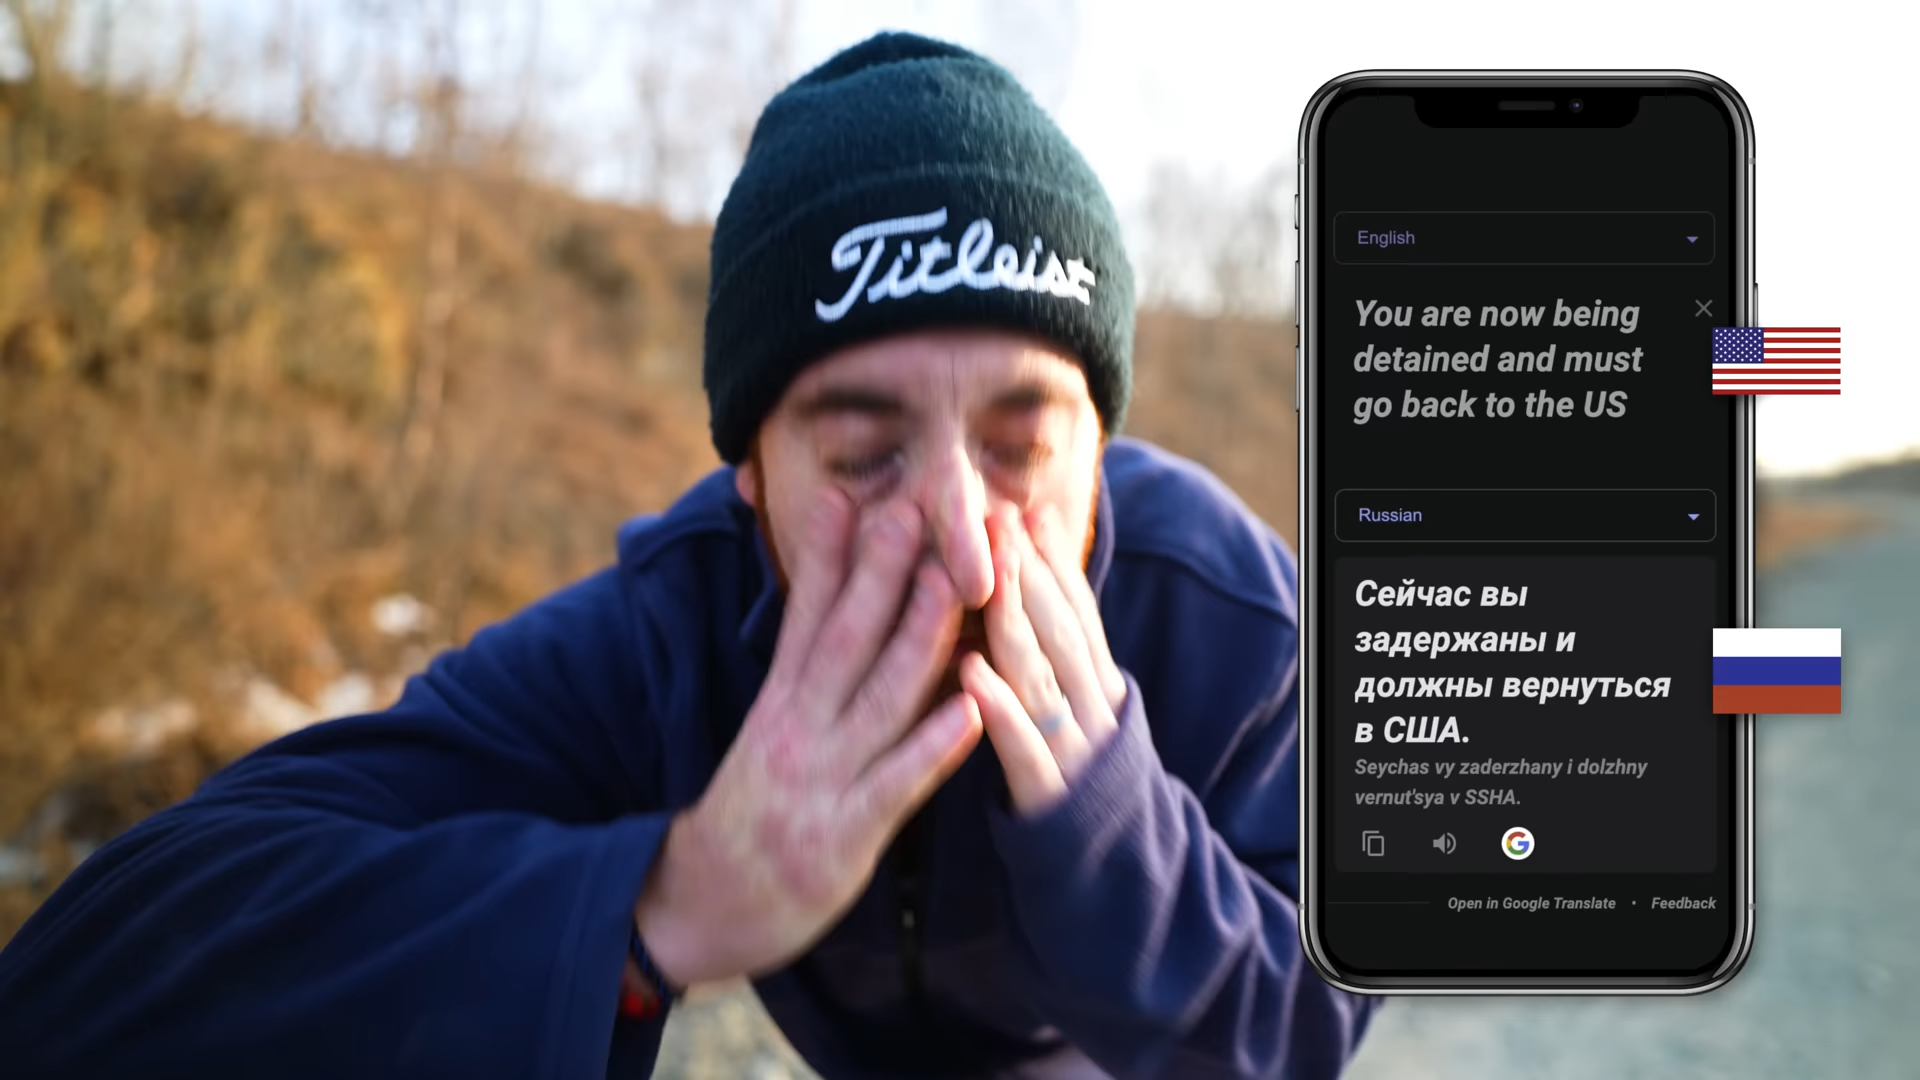 Titleist
English
You are now being
detained and must
go back to the US
Russian
Сейчас вы
задержаны и
должны вернуться
в США.
Seychas vy zaderzhany i dolzhny
vernut'sya v SSHA.
Open in Google Translate • Feedback